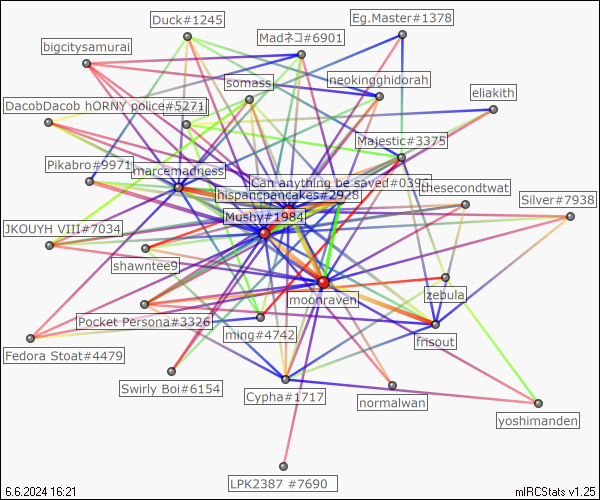 Duck#1245
Eg.Master#1378
Madネコ#6901
bigcitysamurai
neokingghidorah
somass
eliakith
DacobDacob hORNY police#5271
Majestic#3375
Pikabro#9971
marcemadness
Can anything be saved#039
thesecondtwat
hispancpancakes#2928
Silver#7938
Mushy#1984
JKOUYH VIII#7034
shawntee9
zebula
moonraven
Pocket Persona#3326
ming#4742
frisout
Fedora Stoat#4479
Swirly Boi#6154
Cypha#1717
normalwan
yoshimanden
LPK2387 #7690
6.6.2024 16:21
mIRCStats v1.25